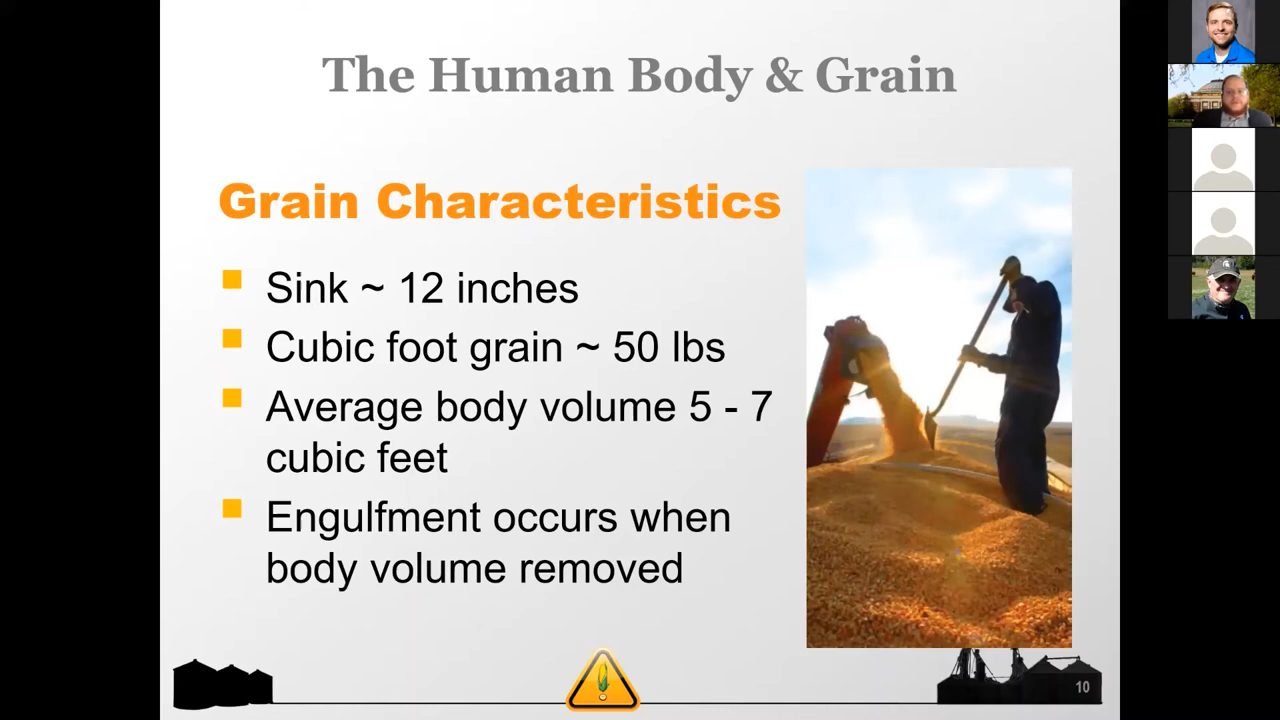 The Human Body & Grain
Grain Characteristics
Sink ~ 12 inches
Cubic foot grain ~ 50 lbs
Average body volume 5 - 7
cubic feet
Engulfment occurs when
body volume removed
10